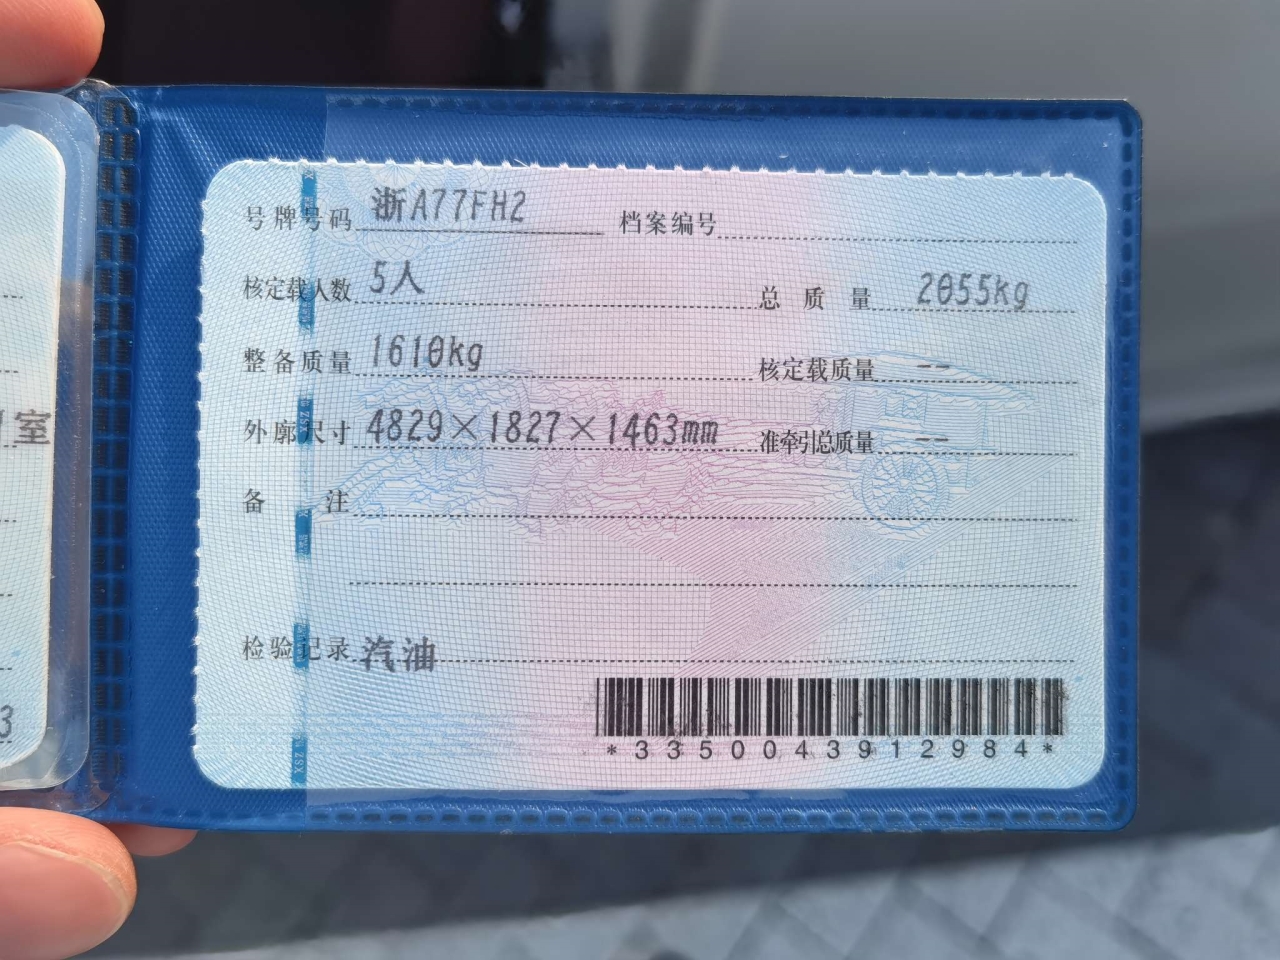 号牌号码 浙A77FH2 档案编号
核定载人数 5人 总质量 2055kg
整备质量 1610kg 核定载质量 --
外廓尺寸 4829×1827×1463mm 准牵引总质量 --
备注
检验记录 汽油
*3350043912984*
室
3